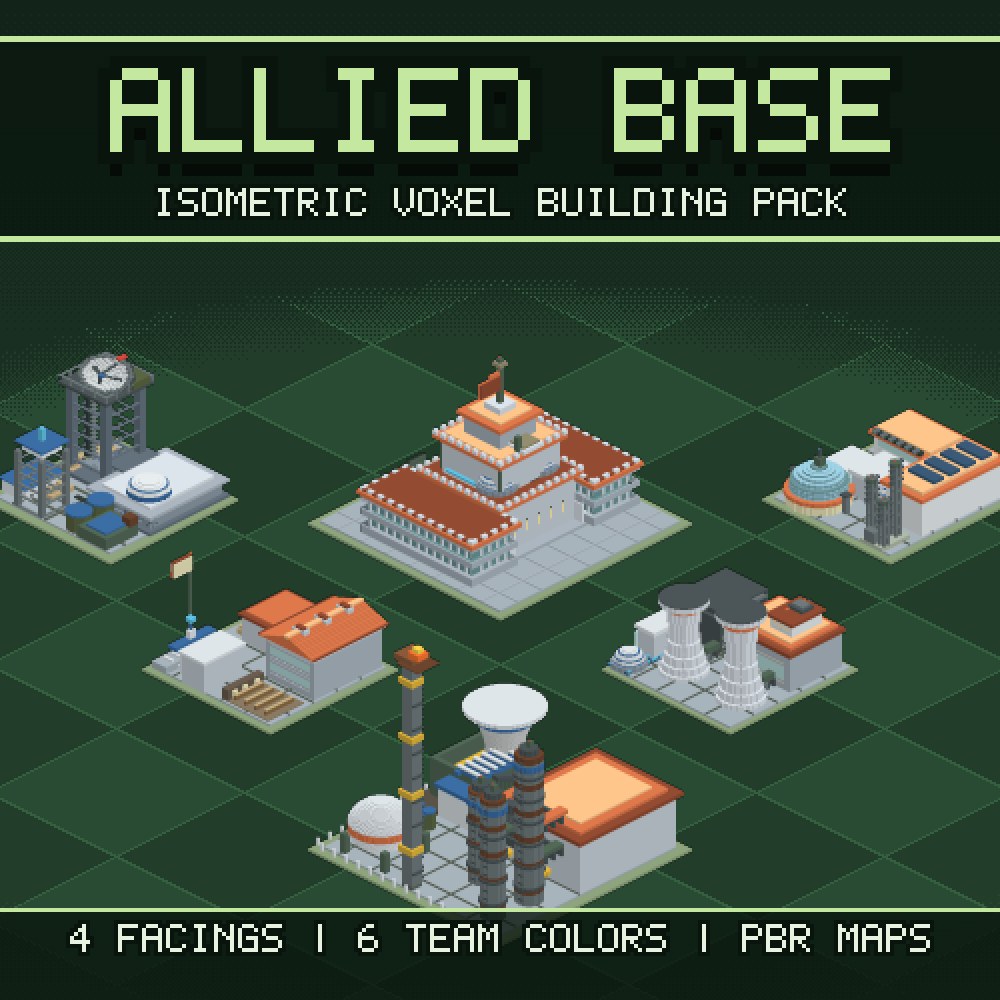 ALLIED BASE
ISOMETRIC VOXEL BUILDING PACK
4 FACINGS | 6 TEAM COLORS | PBR MAPS